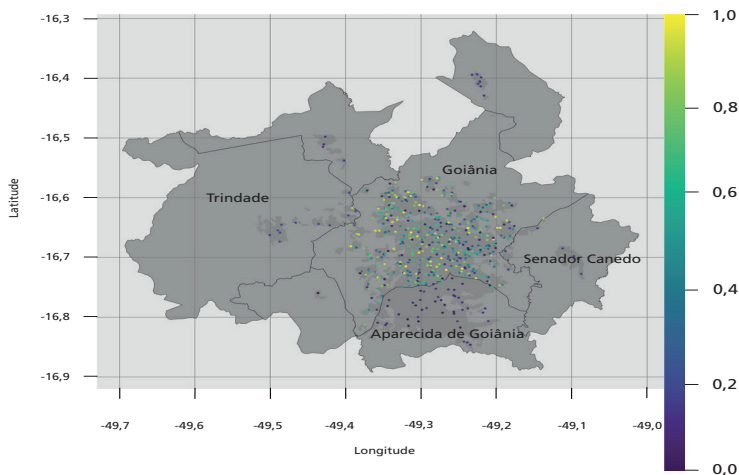 -16,3
-16,4
-16,5
-16,6
-16,7
-16,8
-16,9
Latitude
Goiânia
Trindade
Senador Canedo
Aparecida de Goiânia
-49,7 -49,6 -49,5 -49,4 -49,3 -49,2 -49,1 -49,0
Longitude
1,0
0,8
0,6
0,4
0,2
0,0